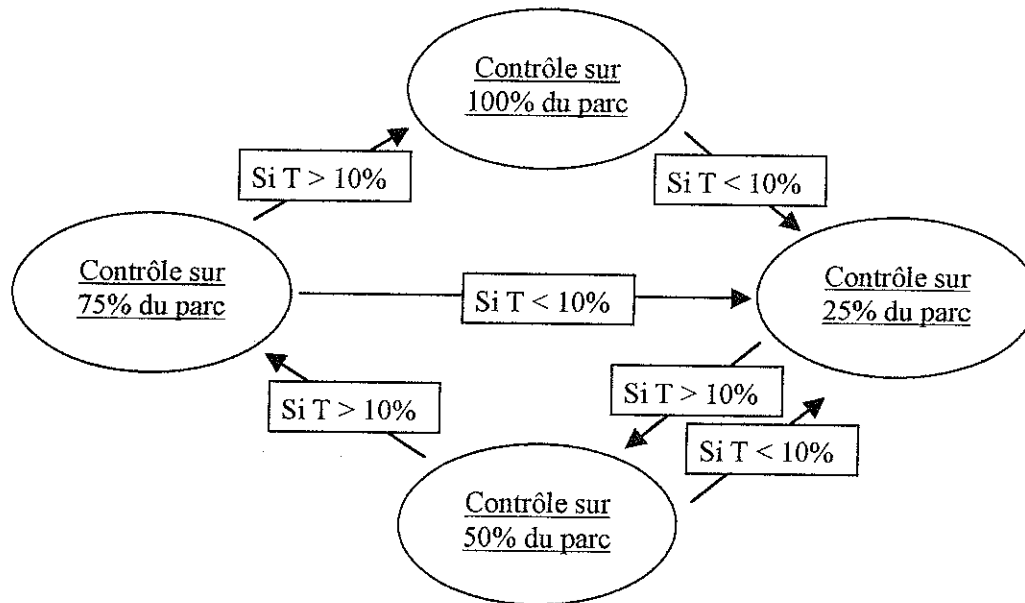 Contrôle sur
100% du parc
Si T > 10%
Si T < 10%
Contrôle sur
75% du parc
Si T < 10%
Contrôle sur
25% du parc
Si T > 10%
Si T > 10%
Si T < 10%
Contrôle sur
50% du parc